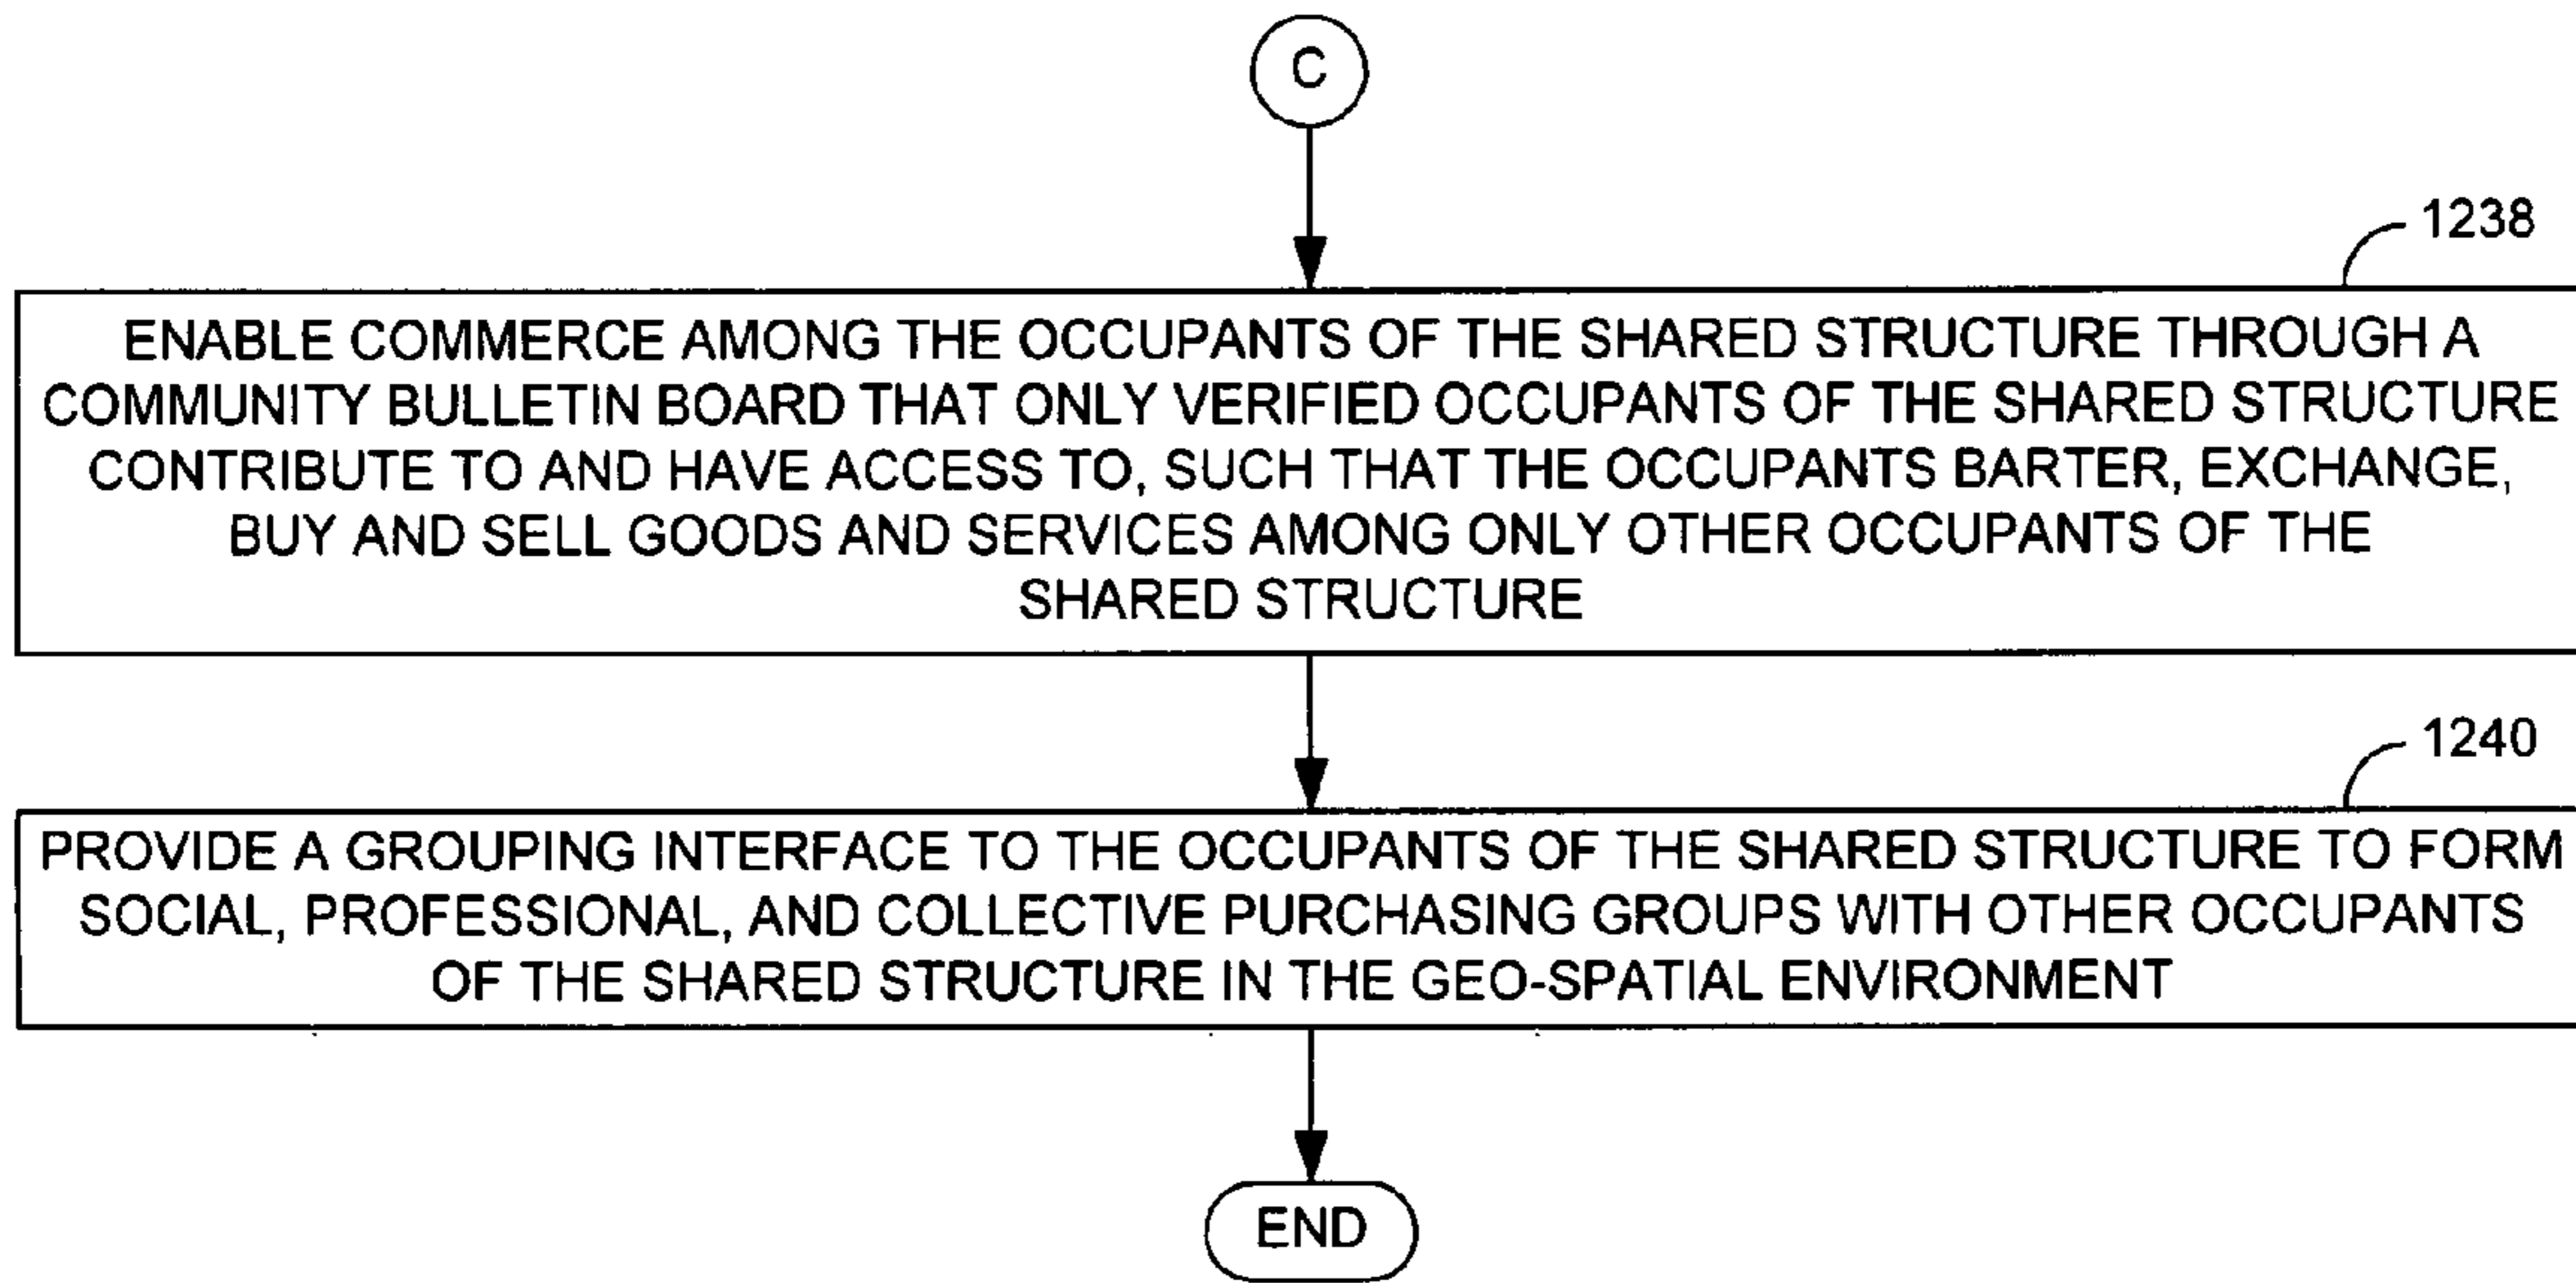 C
1238
ENABLE COMMERCE AMONG THE OCCUPANTS OF THE SHARED STRUCTURE THROUGH A
COMMUNITY BULLETIN BOARD THAT ONLY VERIFIED OCCUPANTS OF THE SHARED STRUCTURE
CONTRIBUTE TO AND HAVE ACCESS TO, SUCH THAT THE OCCUPANTS BARTER, EXCHANGE,
BUY AND SELL GOODS AND SERVICES AMONG ONLY OTHER OCCUPANTS OF THE
SHARED STRUCTURE
1240
PROVIDE A GROUPING INTERFACE TO THE OCCUPANTS OF THE SHARED STRUCTURE TO FORM
SOCIAL, PROFESSIONAL, AND COLLECTIVE PURCHASING GROUPS WITH OTHER OCCUPANTS
OF THE SHARED STRUCTURE IN THE GEO-SPATIAL ENVIRONMENT
END